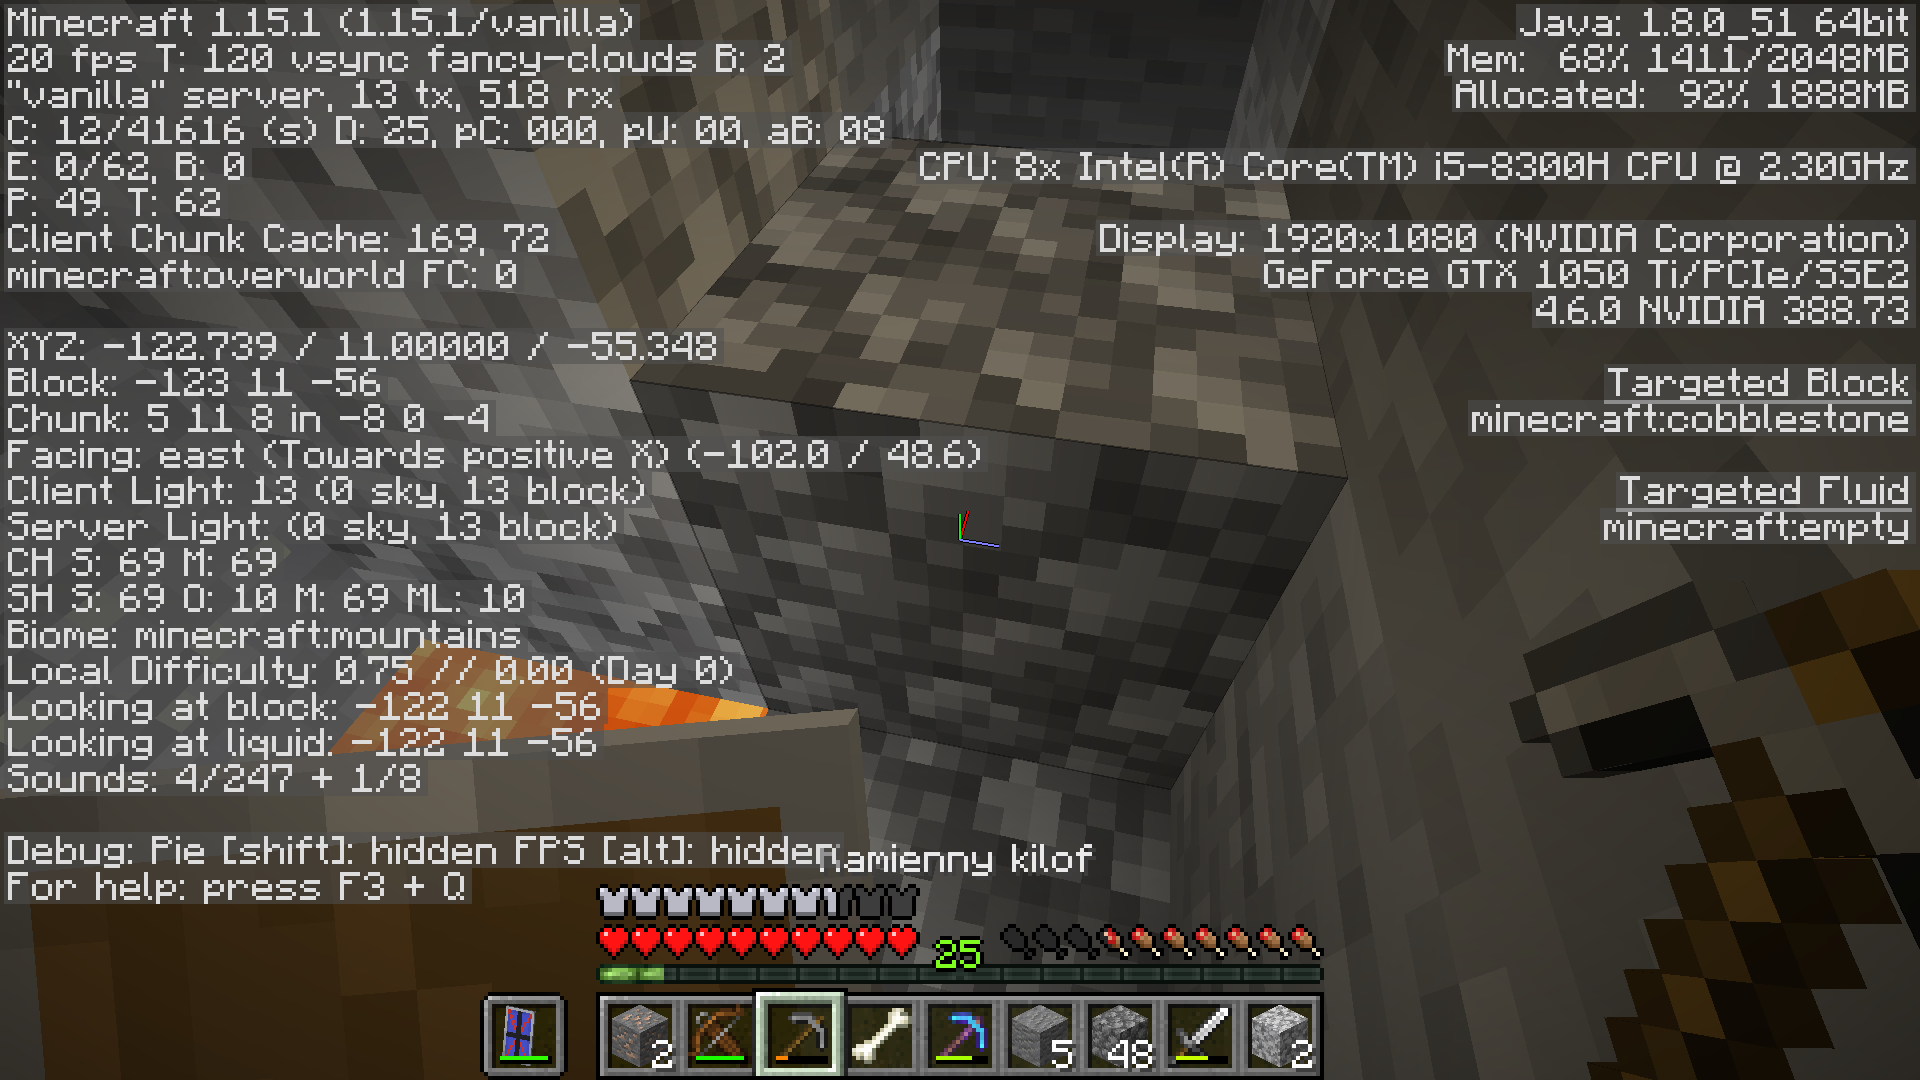 Minecraft 1.15.1 (1.15.1/vanilla)
20 fps T: 120 vsync fancy-clouds B: 2
"vanilla" server, 13 tx, 518 rx
C: 12/41616 (s) D: 25, pC: 000, pU: 00, aB: 08
E: 0/62, B: 0
P: 49. T: 62
Client Chunk Cache: 169, 72
minecraft:overworld FC: 0
XYZ: -122.739 / 11.00000 / -55.348
Block: -123 11 -56
Chunk: 5 11 8 in -8 0 -4
Facing: east (Towards positive X) (-102.0 / 48.6)
Client Light: 13 (0 sky, 13 block)
Server Light: (0 sky, 13 block)
CH S: 69 M: 69
SH S: 69 O: 10 M: 69 ML: 10
Biome: minecraft:mountains
Local Difficulty: 0.75 // 0.00 (Day 0)
Looking at block: -122 11 -56
Looking at liquid: -122 11 -56
Sounds: 4/247 + 1/8
Debug: Pie [shift]: hidden FPS [alt]: hidden
For help: press F3 + Q
Java: 1.8.0_51 64bit
Mem: 68% 1411/2048MB
Allocated: 92% 1888MB
CPU: 8x Intel(R) Core(TM) i5-8300H CPU @ 2.30GHz
Display: 1920x1080 (NVIDIA Corporation)
GeForce GTX 1050 Ti/PCIe/SSE2
4.6.0 NVIDIA 388.73
Targeted Block
minecraft:cobblestone
Targeted Fluid
minecraft:empty
Kamienny kilof
25
2 5 48 2